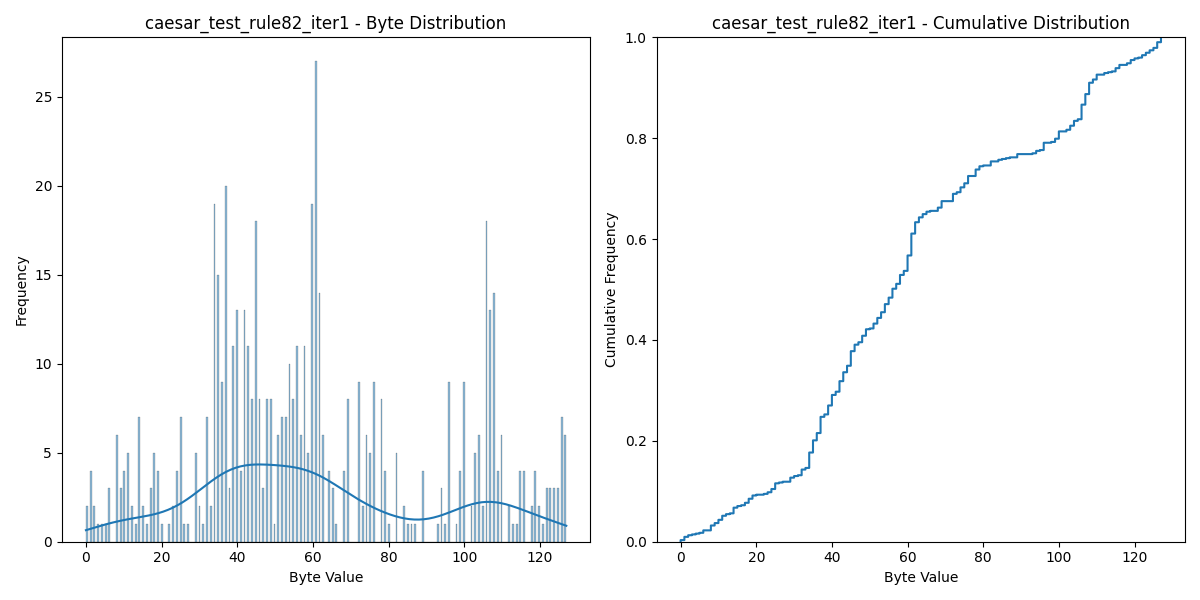 caesar_test_rule82_iter1 - Byte Distribution
Frequency
25
20
15
10
5
0
0 20 40 60 80 100 120
Byte Value
caesar_test_rule82_iter1 - Cumulative Distribution
Cumulative Frequency
1.0
0.8
0.6
0.4
0.2
0.0
0 20 40 60 80 100 120
Byte Value